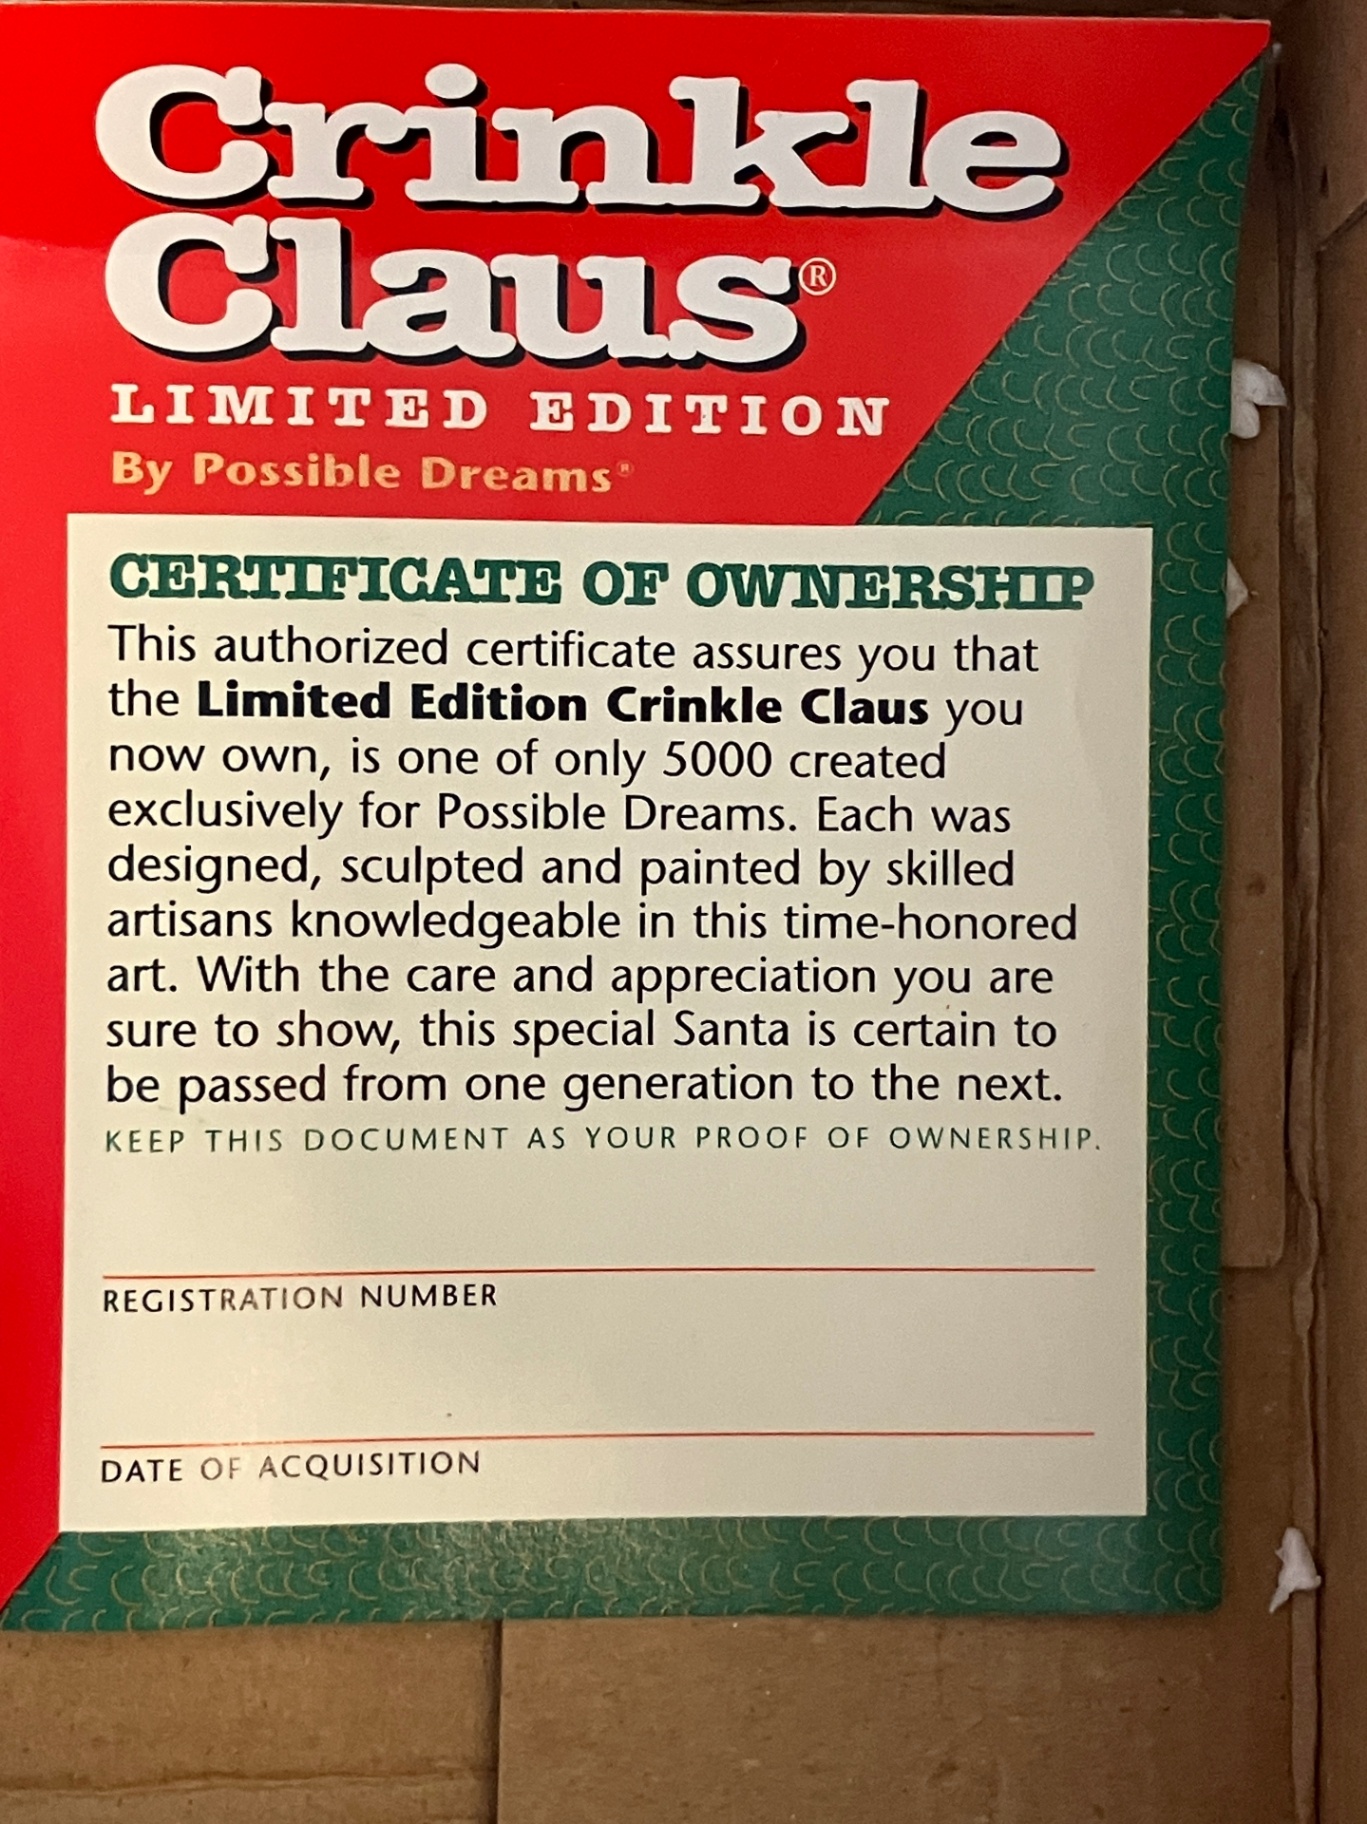 Crinkle
Claus®
LIMITED EDITION
By Possible Dreams®
CERTIFICATE OF OWNERSHIP
This authorized certificate assures you that
the Limited Edition Crinkle Claus you
now own, is one of only 5000 created
exclusively for Possible Dreams. Each was
designed, sculpted and painted by skilled
artisans knowledgeable in this time-honored
art. With the care and appreciation you are
sure to show, this special Santa is certain to
be passed from one generation to the next.
KEEP THIS DOCUMENT AS YOUR PROOF OF OWNERSHIP.
REGISTRATION NUMBER
DATE OF ACQUISITION